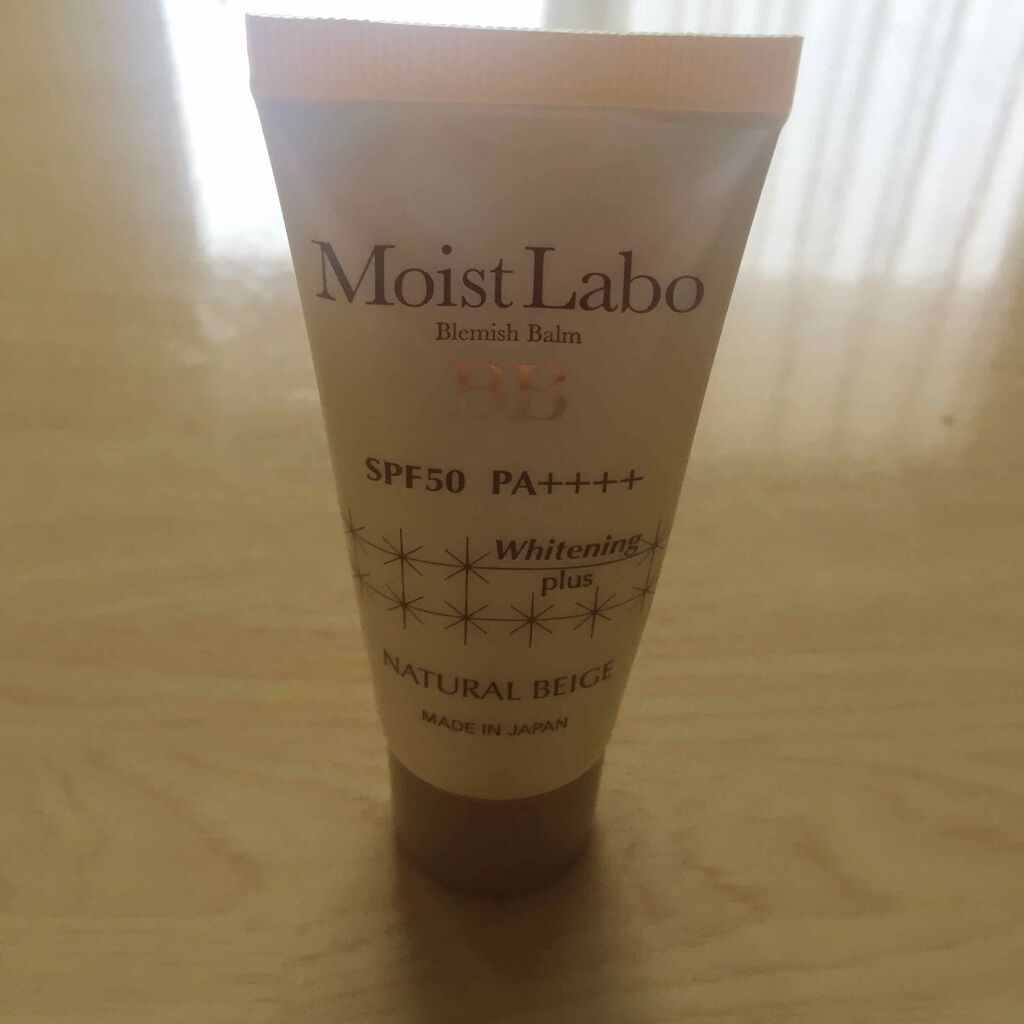 Moist Labo
Blemish Balm
BB
SPF50 PA++++
Whitening
plus
NATURAL BEIGE
MADE IN JAPAN